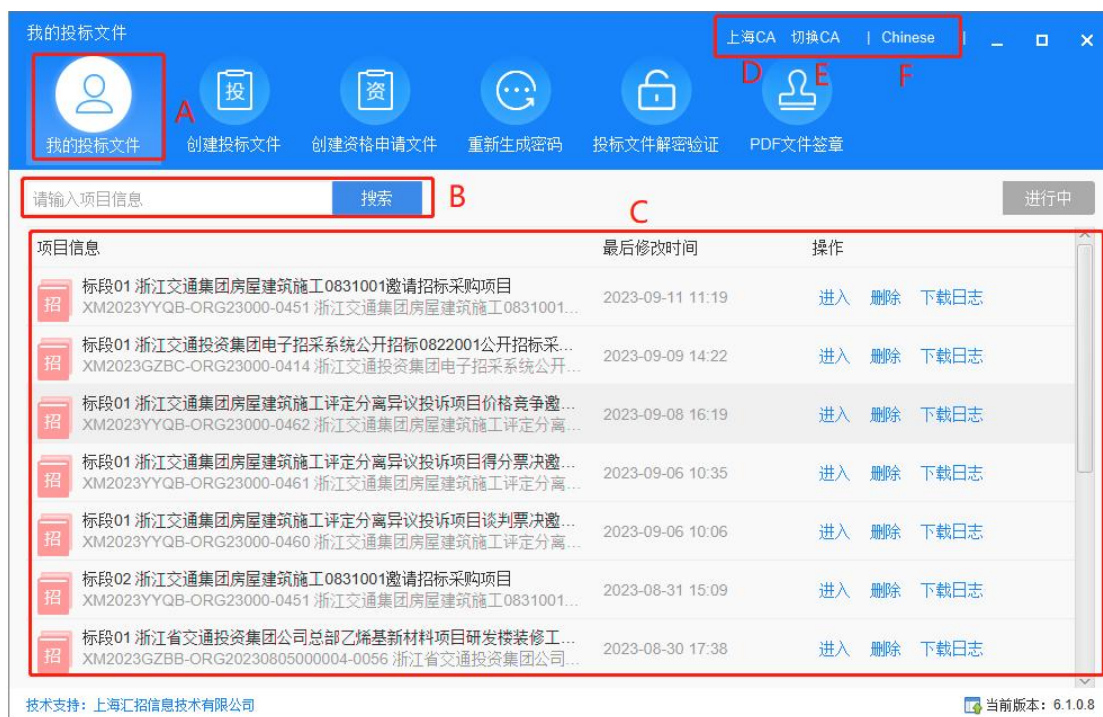 我的投标文件
上海CA 切换CA | Chinese |
D E F
投 资
A
我的投标文件 创建投标文件 创建资格申请文件 重新生成密码 投标文件解密验证 PDF文件签章
请输入项目信息 搜索 B 进行中
C
项目信息 最后修改时间 操作
标段01 浙江交通集团房屋建筑施工0831001邀请招标采购项目
招 XM2023YYQB-ORG23000-0451 浙江交通集团房屋建筑施工0831001... 2023-09-11 11:19 进入 删除 下载日志
标段01 浙江交通投资集团电子招采系统公开招标0822001公开招标采...
招 XM2023GZBC-ORG23000-0414 浙江交通投资集团电子招采系统公开... 2023-09-09 14:22 进入 删除 下载日志
标段01 浙江交通集团房屋建筑施工评定分离异议投诉项目价格竞争邀...
招 XM2023YYQB-ORG23000-0462 浙江交通集团房屋建筑施工评定分离... 2023-09-08 16:19 进入 删除 下载日志
标段01 浙江交通集团房屋建筑施工评定分离异议投诉项目得分票决邀...
招 XM2023YYQB-ORG23000-0461 浙江交通集团房屋建筑施工评定分离... 2023-09-06 10:35 进入 删除 下载日志
标段01 浙江交通集团房屋建筑施工评定分离异议投诉项目谈判票决邀...
招 XM2023YYQB-ORG23000-0460 浙江交通集团房屋建筑施工评定分离... 2023-09-06 10:06 进入 删除 下载日志
标段02 浙江交通集团房屋建筑施工0831001邀请招标采购项目
招 XM2023YYQB-ORG23000-0451 浙江交通集团房屋建筑施工0831001... 2023-08-31 15:09 进入 删除 下载日志
标段01 浙江省交通投资集团公司总部乙烯基新材料项目研发楼装修工...
招 XM2023GZBB-ORG20230805000004-0056 浙江省交通投资集团公司... 2023-08-30 17:38 进入 删除 下载日志
技术支持：上海汇招信息技术有限公司 当前版本：6.1.0.8